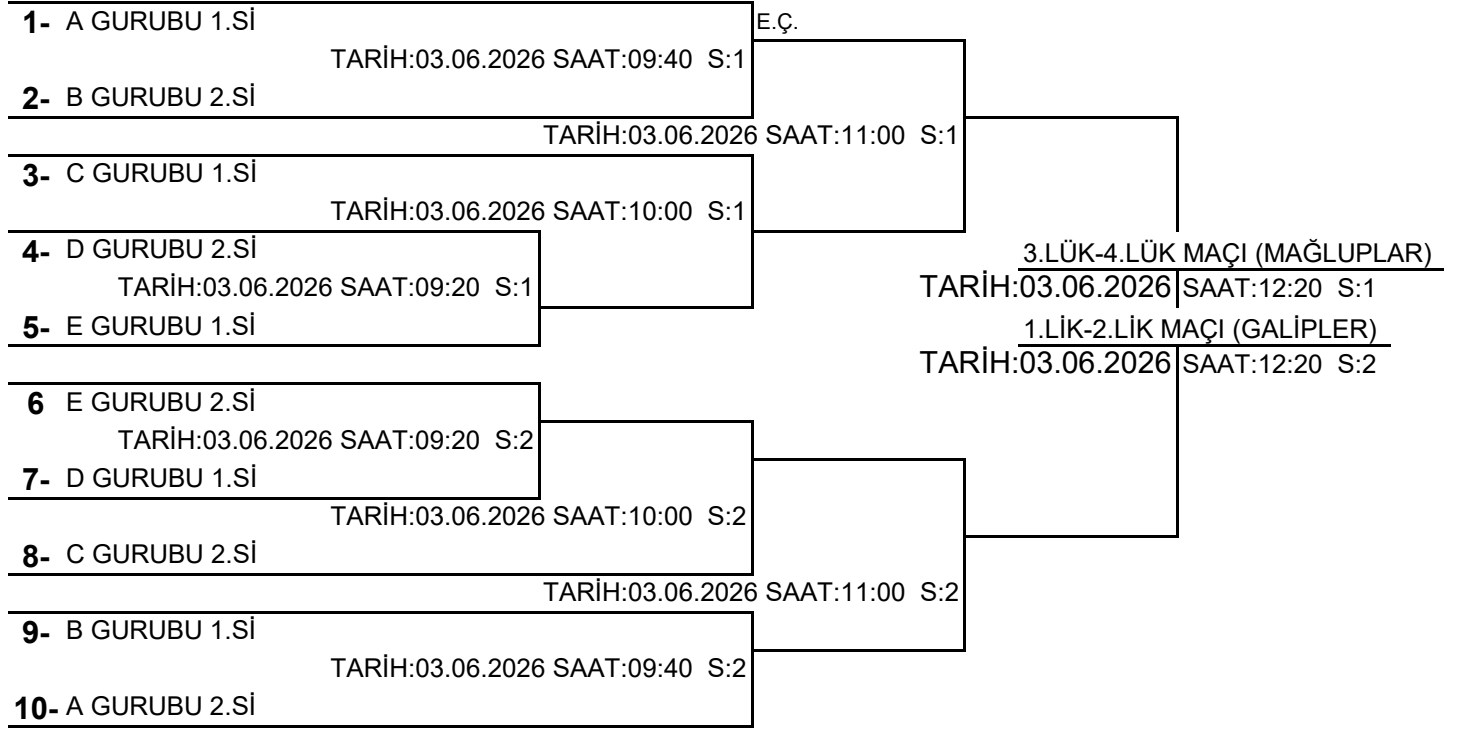 1- A GURUBU 1.Sİ
E.Ç.
TARİH:03.06.2026 SAAT:09:40 S:1
2- B GURUBU 2.Sİ
TARİH:03.06.2026 SAAT:11:00 S:1
3- C GURUBU 1.Sİ
TARİH:03.06.2026 SAAT:10:00 S:1
4- D GURUBU 2.Sİ
3.LÜK-4.LÜK MAÇI (MAĞLUPLAR)
TARİH:03.06.2026 SAAT:09:20 S:1
TARİH:03.06.2026 SAAT:12:20 S:1
5- E GURUBU 1.Sİ
1.LİK-2.LİK MAÇI (GALİPLER)
TARİH:03.06.2026 SAAT:12:20 S:2
6 E GURUBU 2.Sİ
TARİH:03.06.2026 SAAT:09:20 S:2
7- D GURUBU 1.Sİ
TARİH:03.06.2026 SAAT:10:00 S:2
8- C GURUBU 2.Sİ
TARİH:03.06.2026 SAAT:11:00 S:2
9- B GURUBU 1.Sİ
TARİH:03.06.2026 SAAT:09:40 S:2
10- A GURUBU 2.Sİ